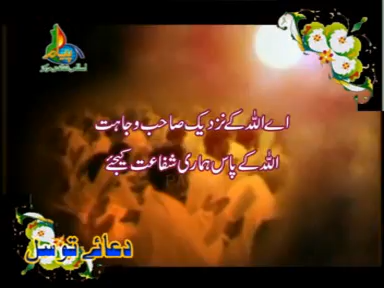 اے اللہ کے نزدیک صاحب وجاہت
اللہ کے پاس ہماری شفاعت کیجئے
دعائے توسل